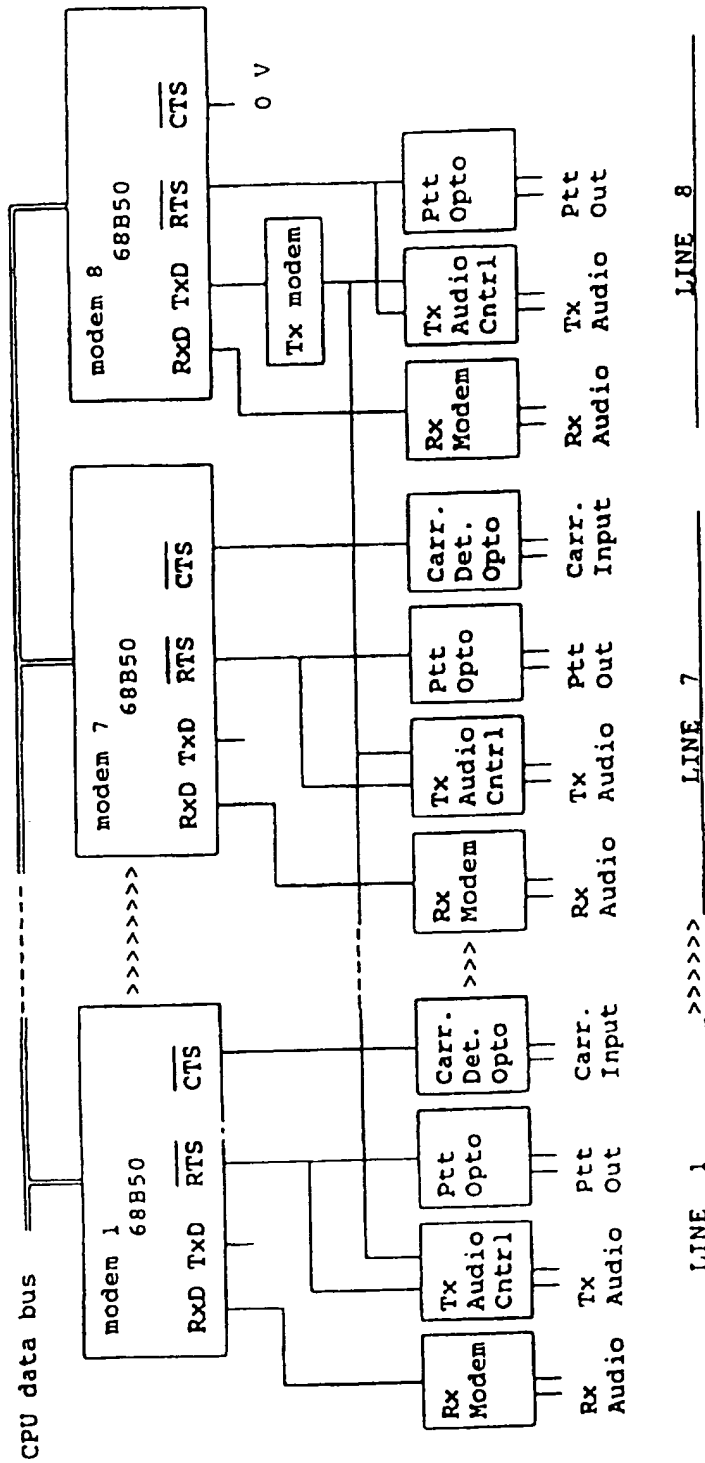 CPU data bus
modem 1
68B50
RxD TxD RTS CTS
>>>>>>>>>
modem 7
68B50
RxD TxD RTS CTS
modem 8
68B50
RxD TxD RTS CTS
0 V
Tx modem
Rx
Modem
Tx
Audio
Cntrl
Ptt
Opto
Carr.
Det.
Opto
>>>
Rx
Modem
Tx
Audio
Cntrl
Ptt
Opto
Carr.
Det.
Opto
Rx
Modem
Tx
Audio
Cntrl
Ptt
Opto
Rx
Audio
Tx
Audio
Ptt
Out
Carr.
Input
Rx
Audio
Tx
Audio
Ptt
Out
Carr.
Input
Rx
Audio
Tx
Audio
Ptt
Out
LINE 1
>>>>>>
LINE 7
LINE 8